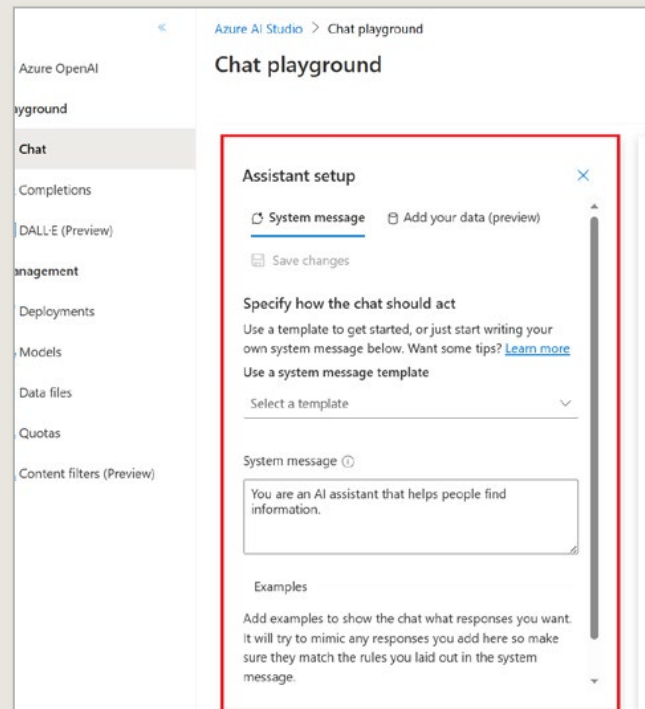 Azure AI Studio > Chat playground
Chat playground
Azure OpenAI
ayground
Chat
Completions
DALL·E (Preview)
anagement
Deployments
Models
Data files
Quotas
Content filters (Preview)
Assistant setup
System message Add your data (preview)
Save changes
Specify how the chat should act
Use a template to get started, or just start writing your
own system message below. Want some tips? Learn more
Use a system message template
Select a template
System message
You are an AI assistant that helps people find
information.
Examples
Add examples to show the chat what responses you want.
It will try to mimic any responses you add here so make
sure they match the rules you laid out in the system
message.